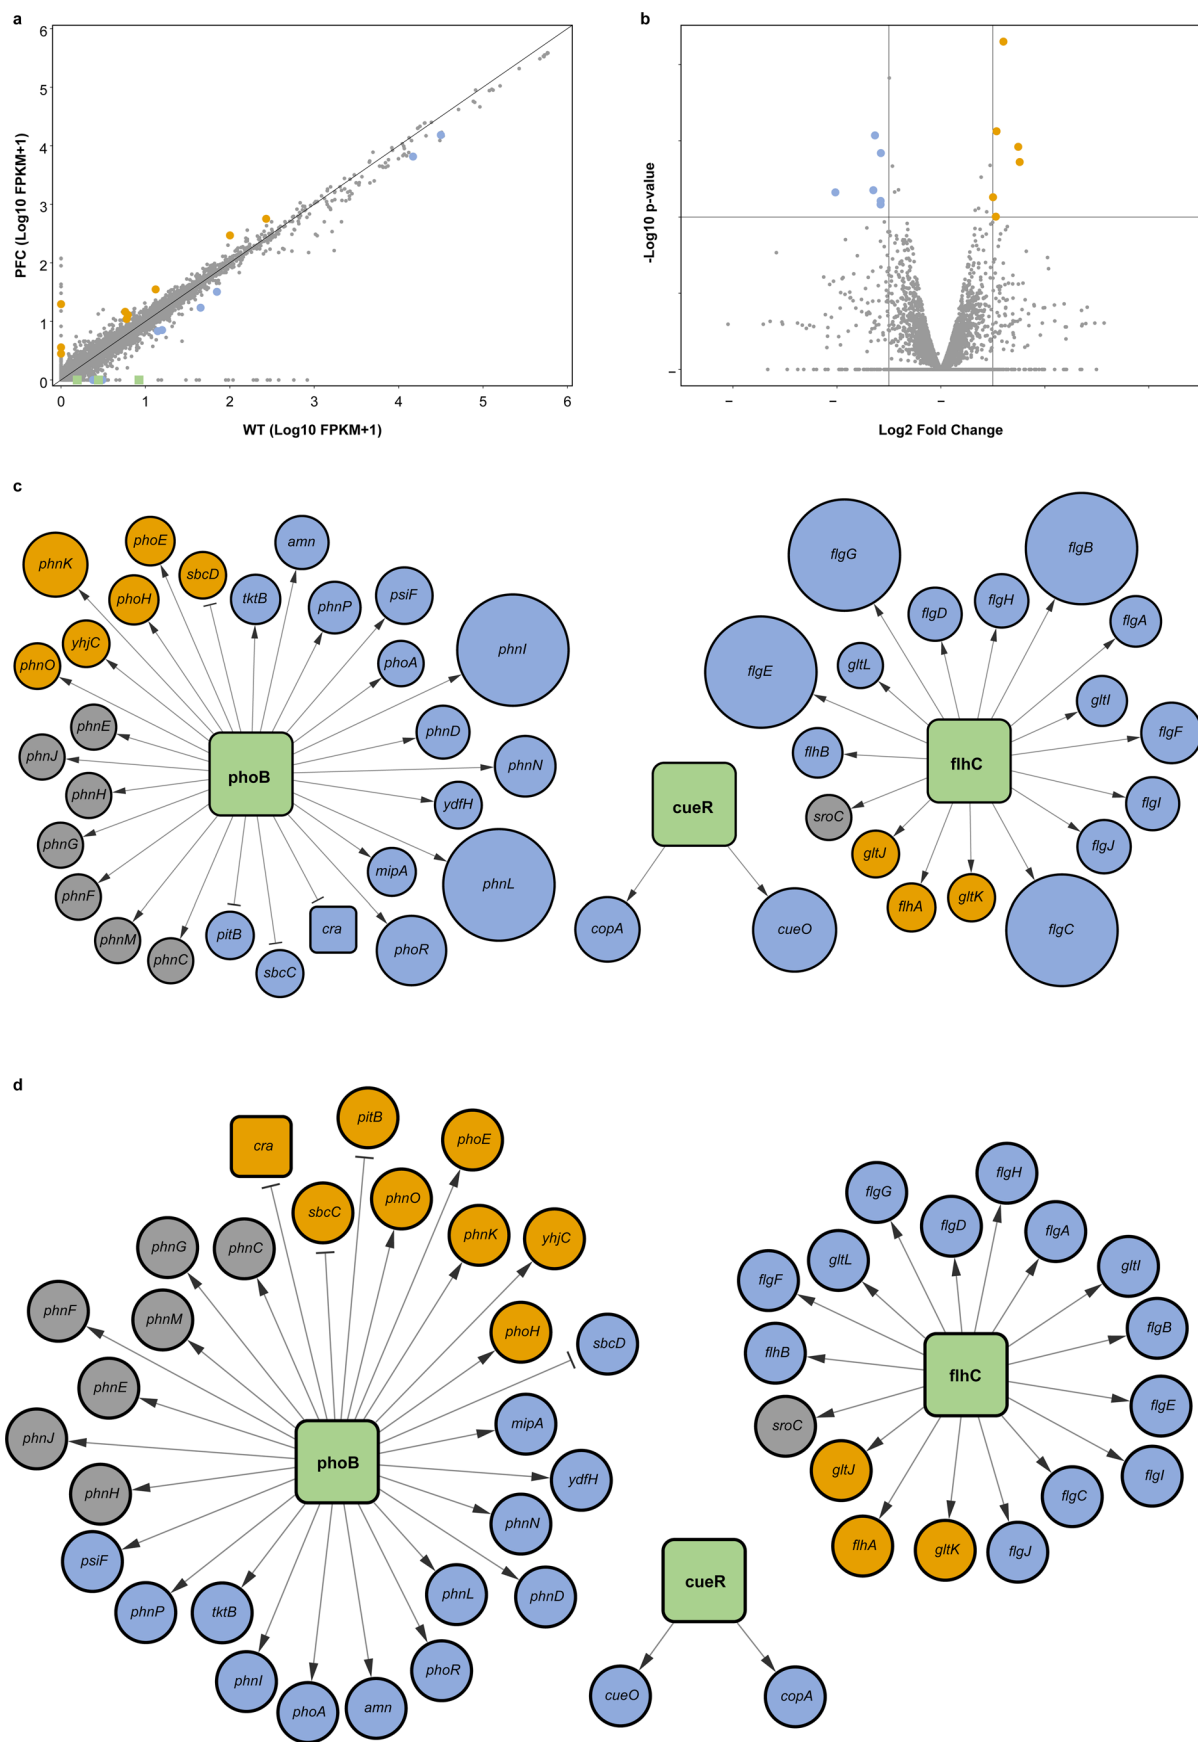 a
6
5
4
3
2
1
0
PFC (Log10 FPKM+1)
0 1 2 3 4 5 6
WT (Log10 FPKM+1)
b
-Log10 p-value
–
– – –
Log2 Fold Change
c
phnK
phoE
sbcD
amn
phoH
tktB
phnP
psiF
yhjC
phnO
phoA
phnI
phnE
phnD
phnJ
phoB
phnN
phnH
ydfH
phnG
phnF
mipA
phnL
phnM
pitB
cra
phnC
sbcC
phoR
flgG
flgB
flgD
flgH
flgA
flgE
gltL
gltI
flgF
flhB
flhC
sroC
flgI
gltJ
flgJ
flhA
gltK
flgC
cueR
copA
cueO
d
cra
pitB
phoE
sbcC
phnO
phnK
yhjC
phnG
phnC
phnF
phnM
phoH
sbcD
phnE
phnJ
mipA
phoB
phnH
ydfH
phnN
psiF
phnP
tktB
phnL
phnD
phnI
phoR
phoA
amn
flgG
flgH
flgD
flgA
flgF
gltL
gltI
flhB
flgB
flhC
sroC
flgE
gltJ
flgI
flgC
flhA
gltK
flgJ
cueR
cueO
copA